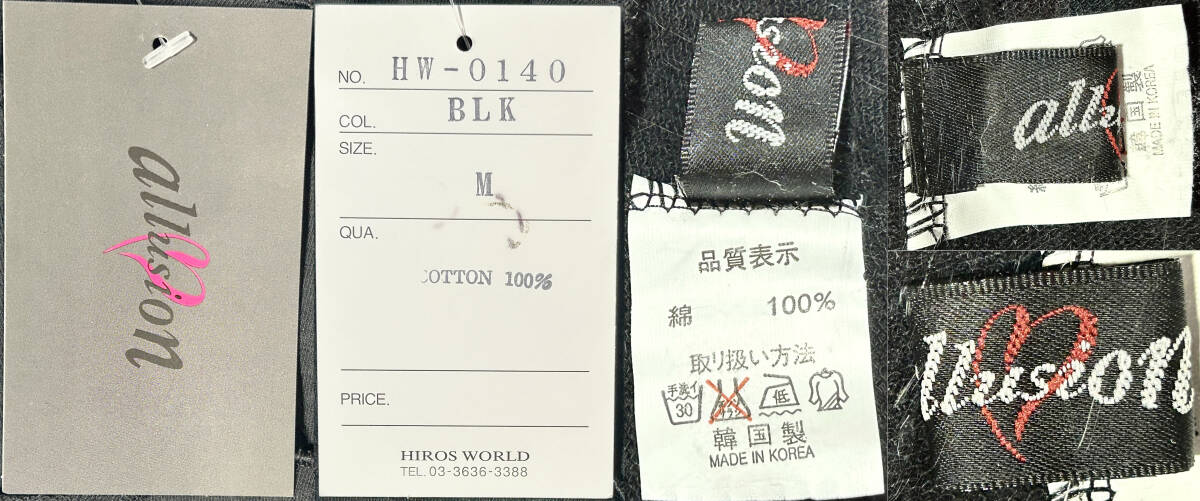 allusion
NO. HW-0140
COL. BLK
SIZE.
M
QUA.
COTTON 100%
PRICE.
HIROS WORLD
TEL. 03-3636-3388
品質表示
綿 100%
取り扱い方法
手洗イ
30
低
韓国製
MADE IN KOREA
allu
韓国製
MADE IN KOREA
llusion